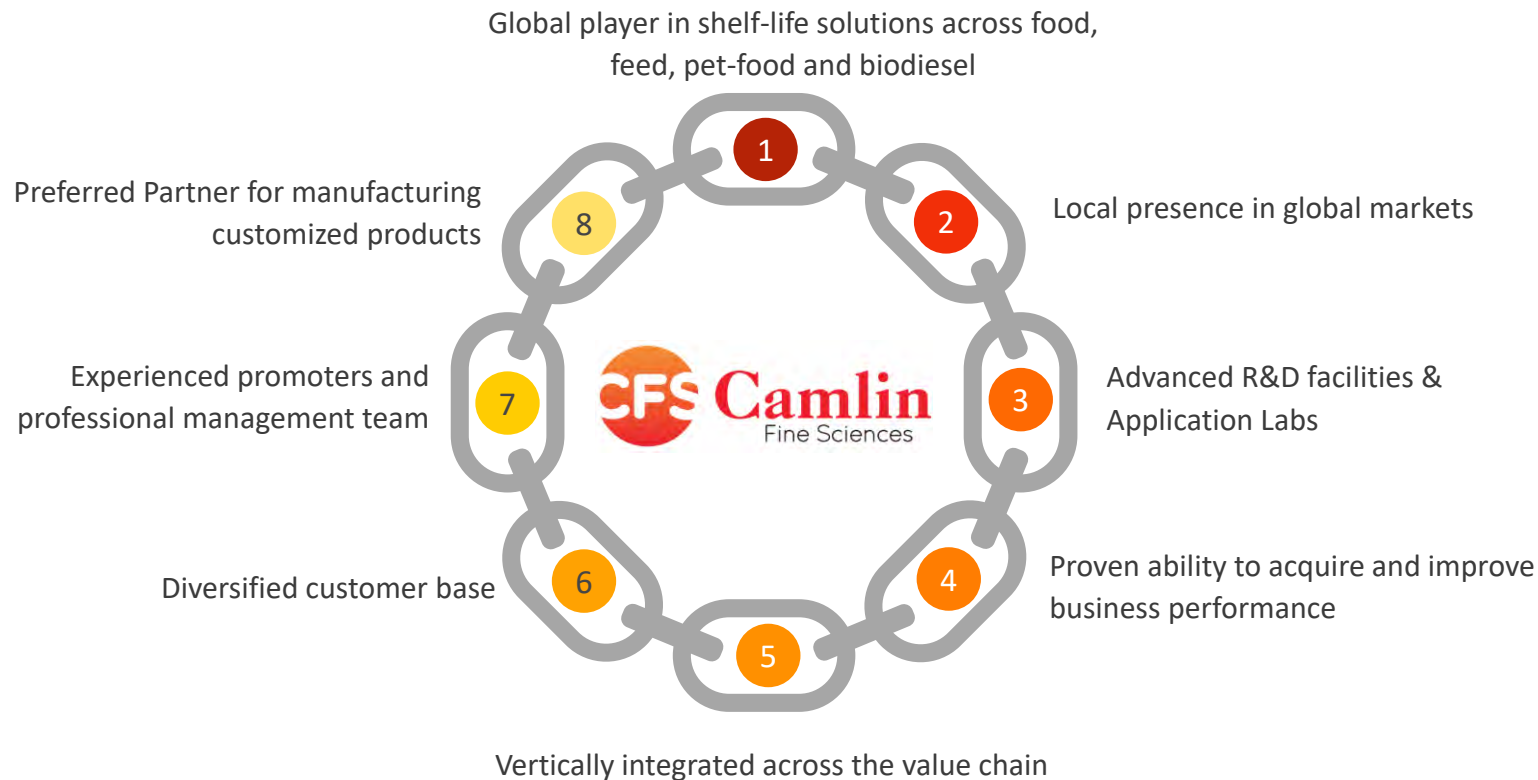 Global player in shelf-life solutions across food,
feed, pet-food and biodiesel
1
2
Local presence in global markets
3
Advanced R&D facilities &
Application Labs
4
Proven ability to acquire and improve
business performance
5
Vertically integrated across the value chain
6
Diversified customer base
7
Experienced promoters and
professional management team
8
Preferred Partner for manufacturing
customized products
CFS Camlin
Fine Sciences